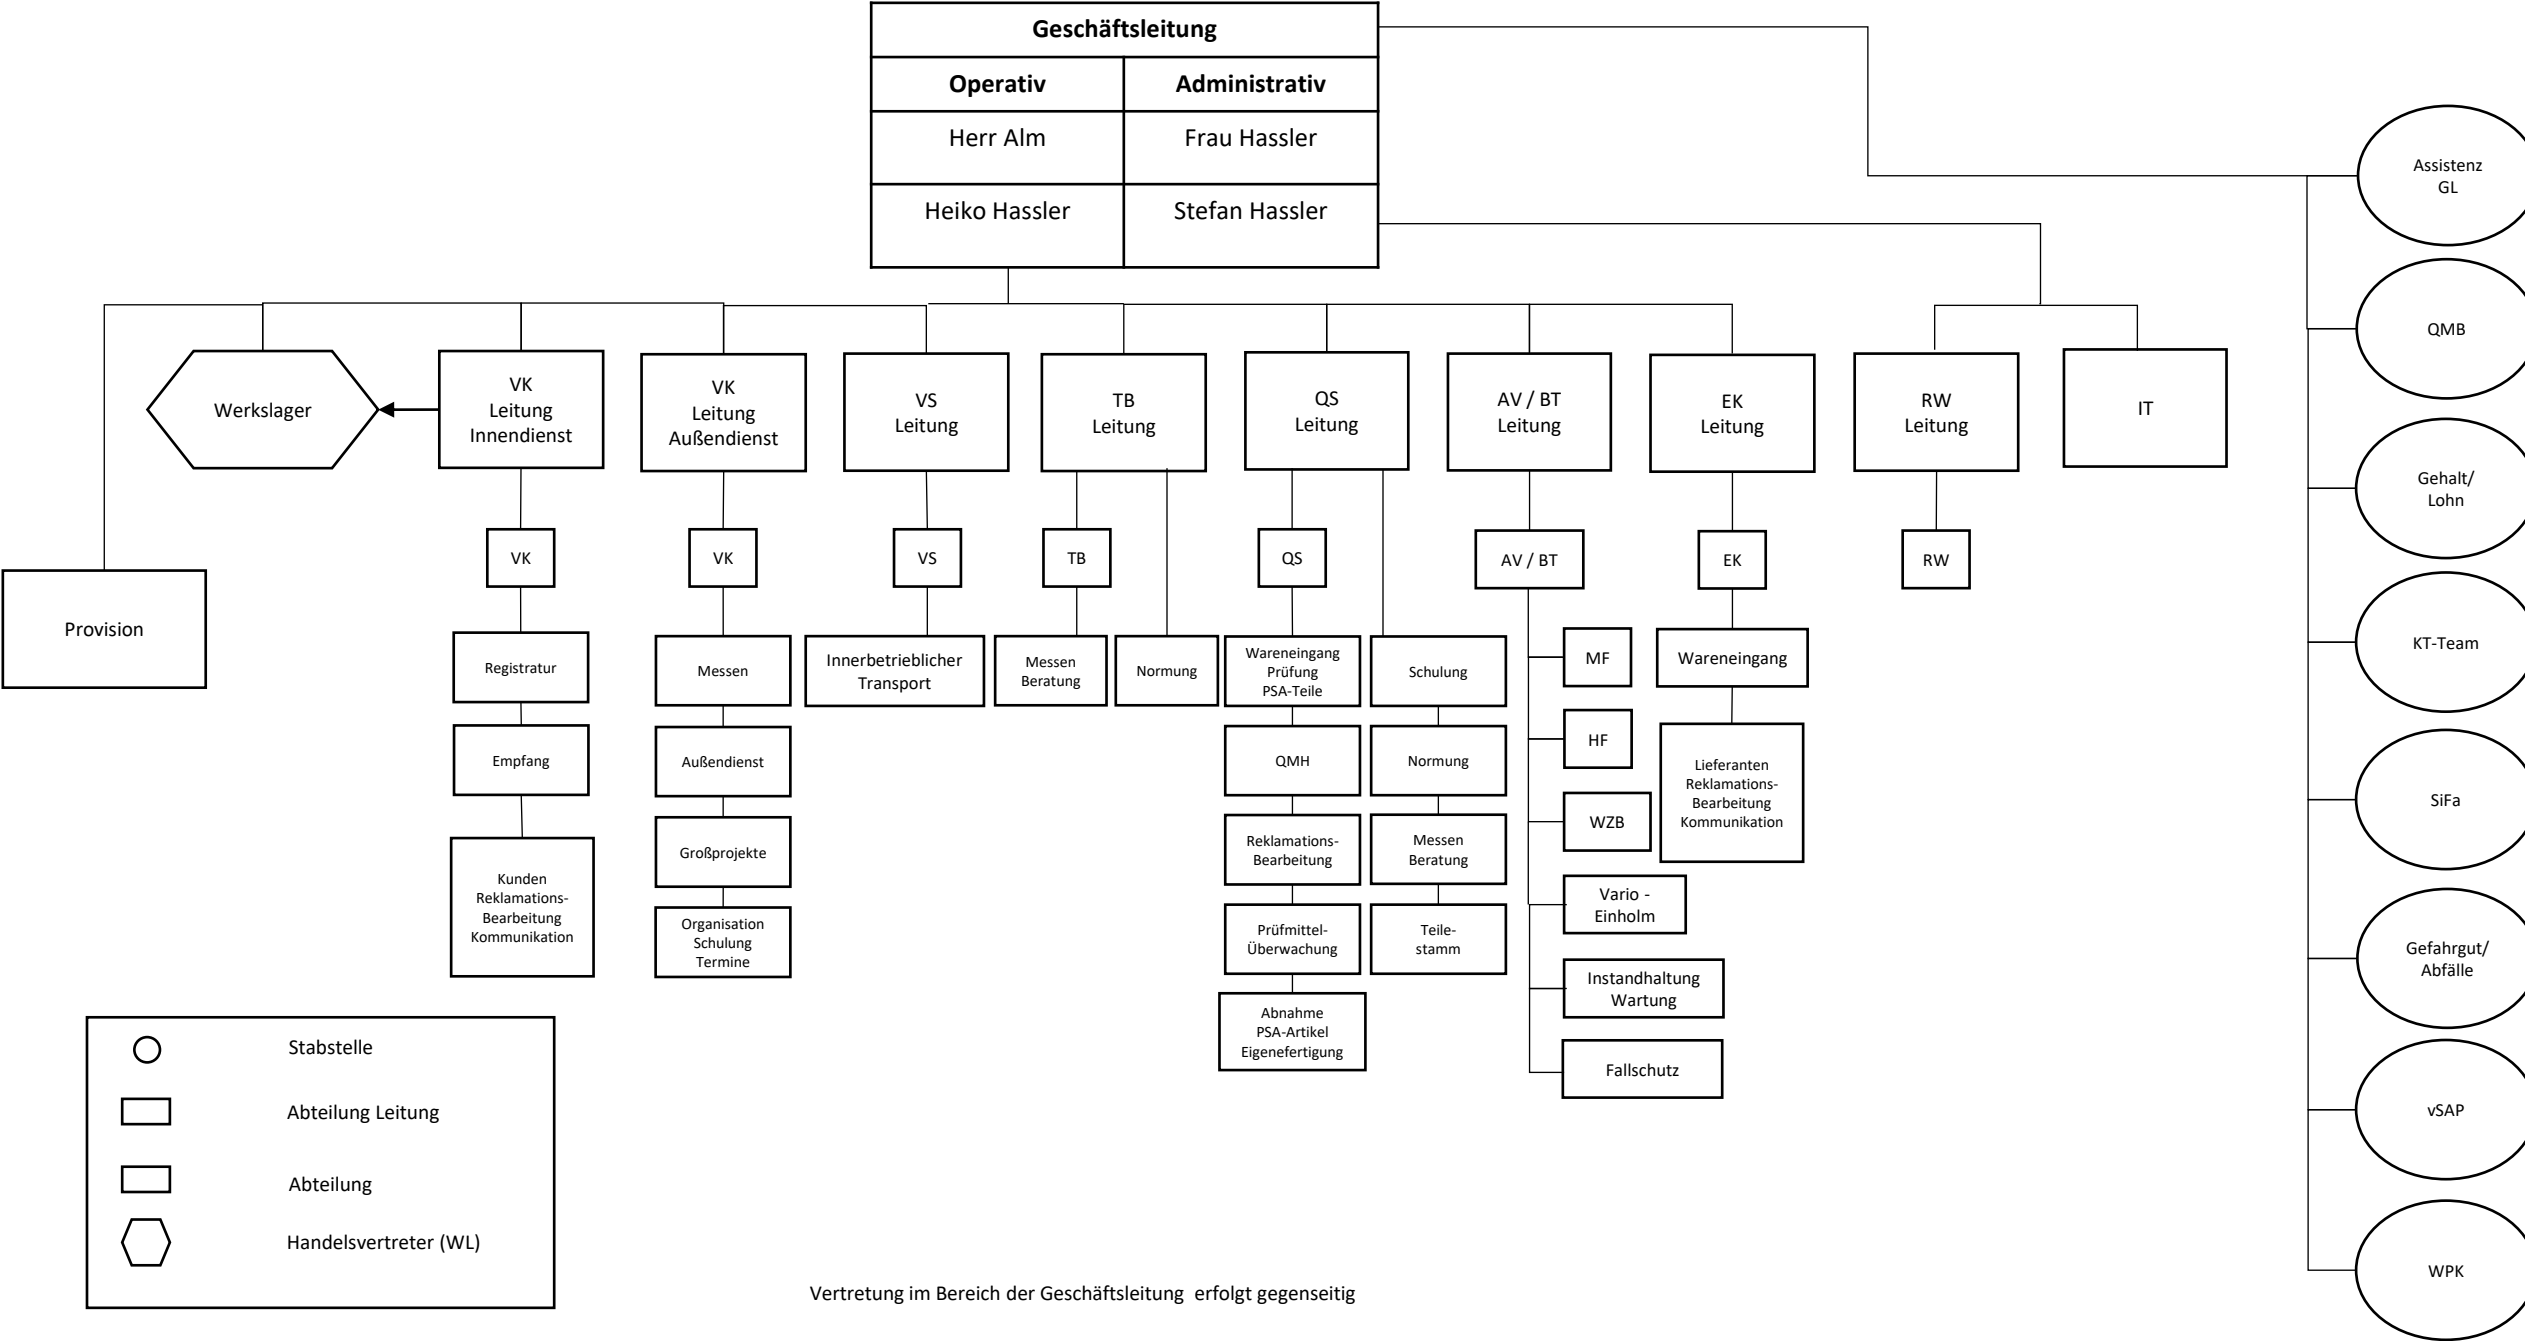 Geschäftsleitung
Operativ
Administrativ
Herr Alm
Frau Hassler
Heiko Hassler
Stefan Hassler
Assistenz
GL
QMB
Gehalt/
Lohn
KT-Team
SiFa
Gefahrgut/
Abfälle
vSAP
WPK
Werkslager
VK
Leitung
Innendienst
VK
Leitung
Außendienst
VS
Leitung
TB
Leitung
QS
Leitung
AV / BT
Leitung
EK
Leitung
RW
Leitung
IT
Provision
VK
VK
VS
TB
QS
AV / BT
EK
RW
Registratur
Empfang
Kunden
Reklamations-
Bearbeitung
Kommunikation
Messen
Außendienst
Großprojekte
Organisation
Schulung
Termine
Innerbetrieblicher
Transport
Messen
Beratung
Normung
Wareneingang
Prüfung
PSA-Teile
QMH
Reklamations-
Bearbeitung
Prüfmittel-
Überwachung
Abnahme
PSA-Artikel
Eigenefertigung
Schulung
Normung
Messen
Beratung
Teile-
stamm
MF
HF
WZB
Vario -
Einholm
Instandhaltung
Wartung
Fallschutz
Wareneingang
Lieferanten
Reklamations-
Bearbeitung
Kommunikation
Stabstelle
Abteilung Leitung
Abteilung
Handelsvertreter (WL)
Vertretung im Bereich der Geschäftsleitung erfolgt gegenseitig